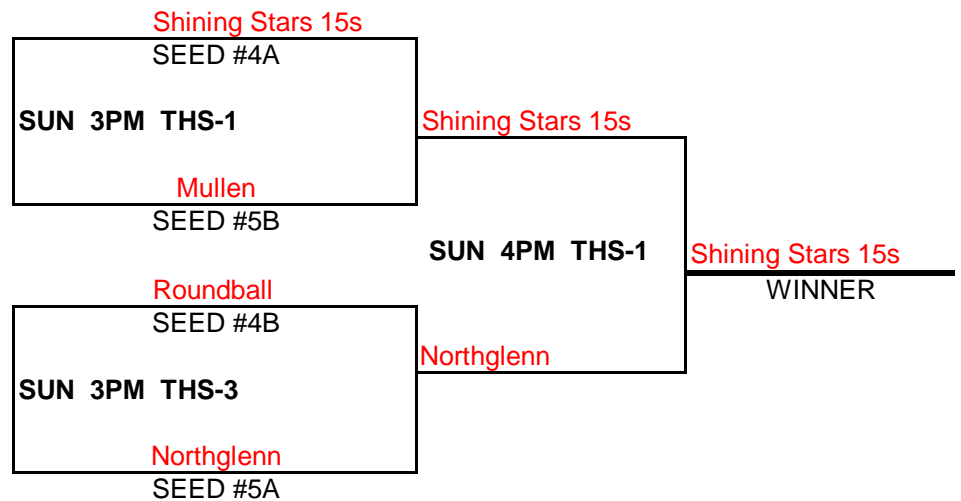 Shining Stars 15s
SEED #4A
SUN 3PM THS-1
Shining Stars 15s
Mullen
SEED #5B
SUN 4PM THS-1
Shining Stars 15s
WINNER
Roundball
SEED #4B
Northglenn
SUN 3PM THS-3
Northglenn
SEED #5A